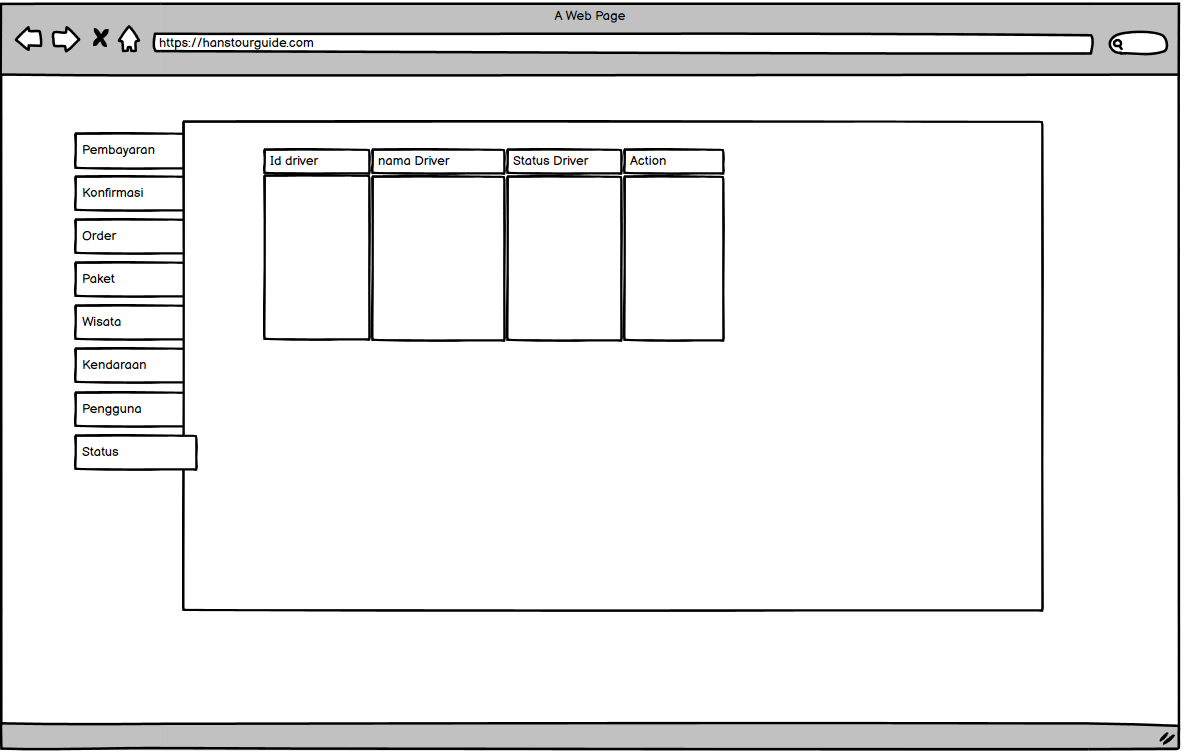 A Web Page
https://hanstourguide.com
Pembayaran
Konfirmasi
Order
Paket
Wisata
Kendaraan
Pengguna
Status
Id driver nama Driver Status Driver Action